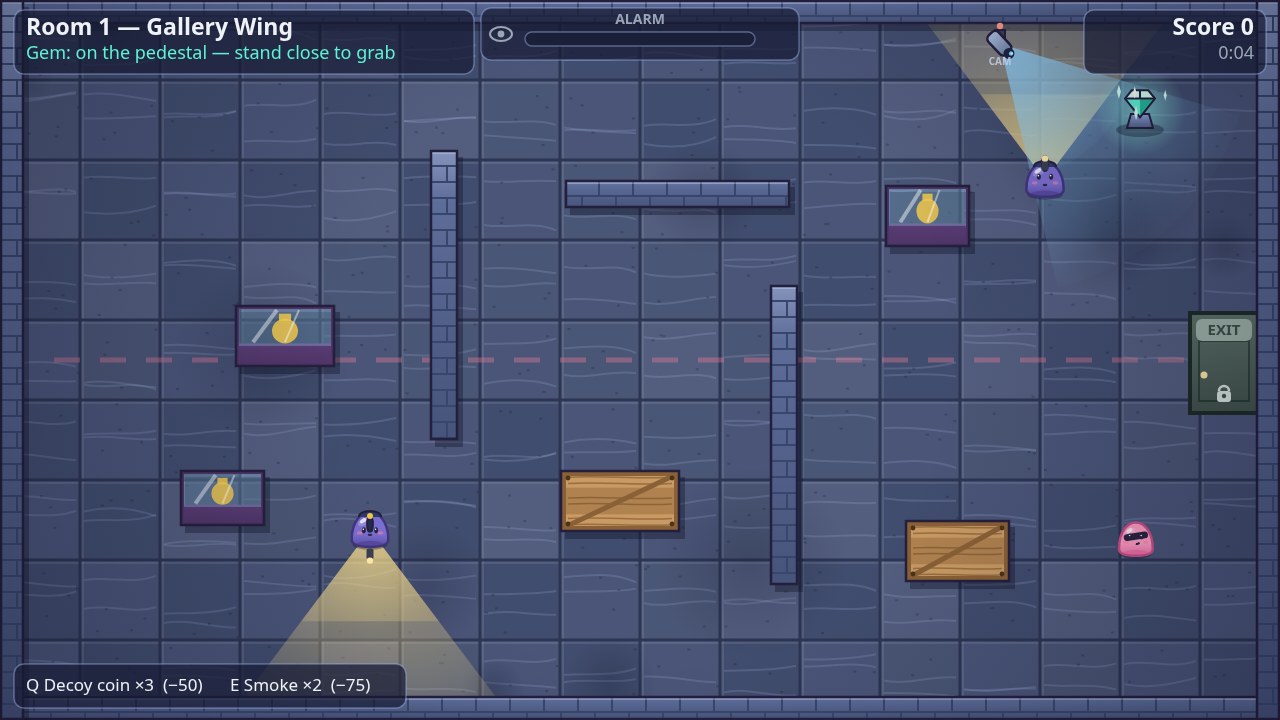 Room 1 — Gallery Wing
Gem: on the pedestal — stand close to grab
ALARM
Score 0
0:04
CAM
EXIT
Q Decoy coin ×3 (−50) E Smoke ×2 (−75)